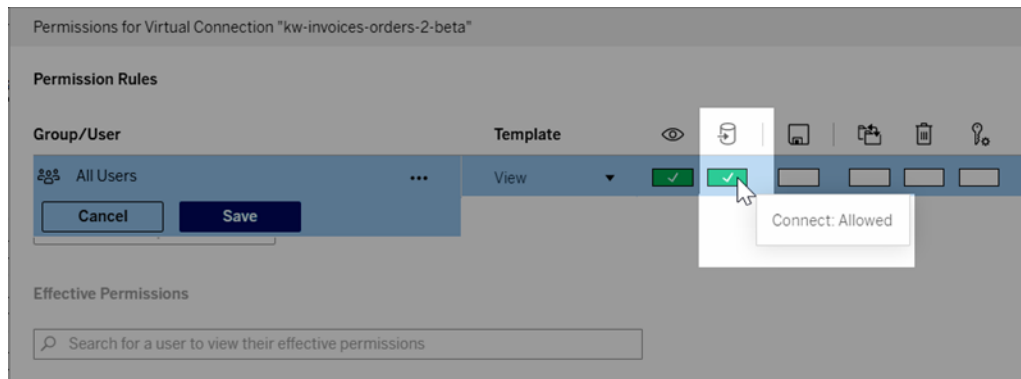 Permissions for Virtual Connection "kw-invoices-orders-2-beta"
Permission Rules
Group/User Template
All Users View
Cancel Save
Connect: Allowed
Effective Permissions
Search for a user to view their effective permissions